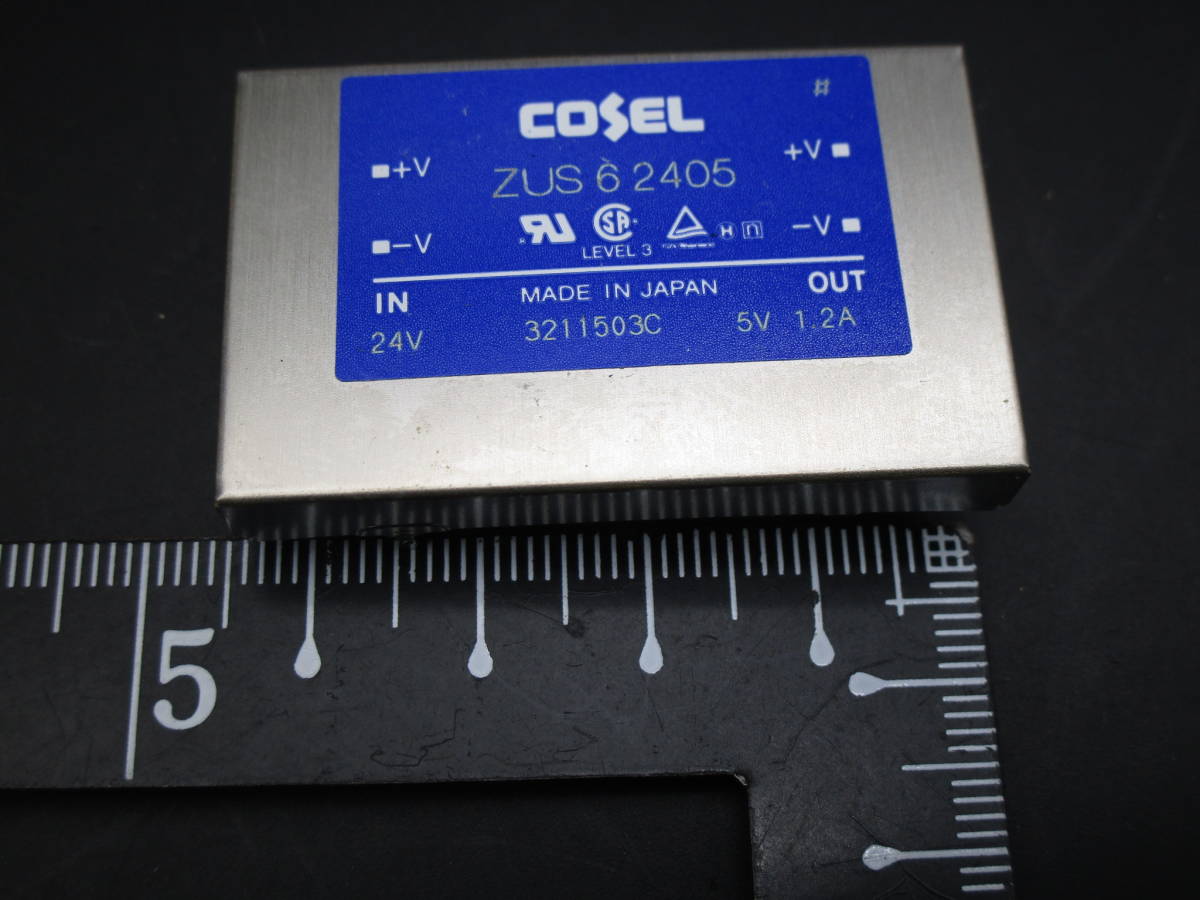 COSEL #
ZUS 6 2405
+V +V
-V -V
LEVEL 3
IN MADE IN JAPAN OUT
24V 3211503C 5V 1.2A
5